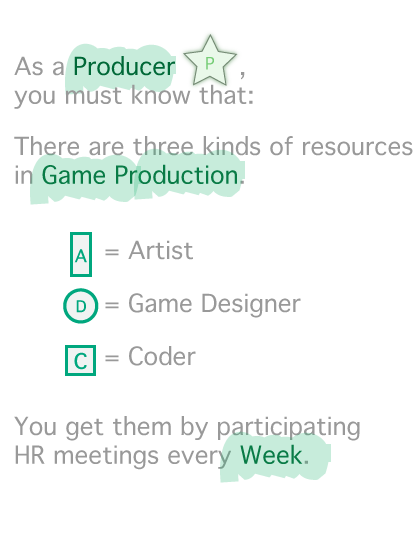 As a Producer P ,
you must know that:
There are three kinds of resources
in Game Production.
A = Artist
D = Game Designer
C = Coder
You get them by participating
HR meetings every Week.